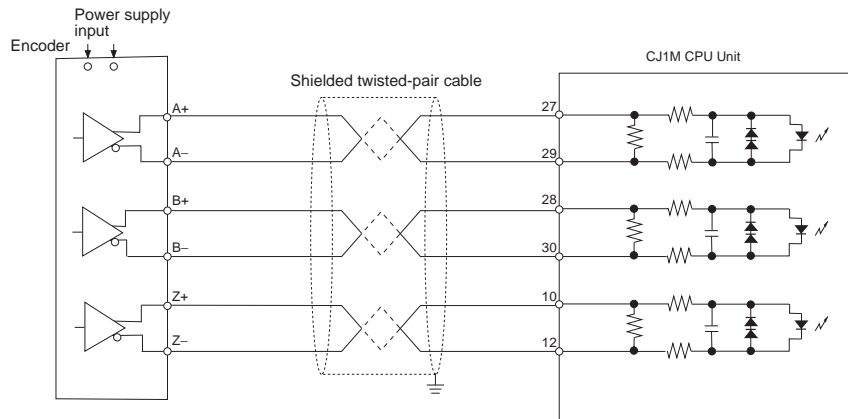 Power supply
input
Encoder
CJ1M CPU Unit
Shielded twisted-pair cable
A+
27
A−
29
B+
28
B−
30
Z+
10
Z−
12